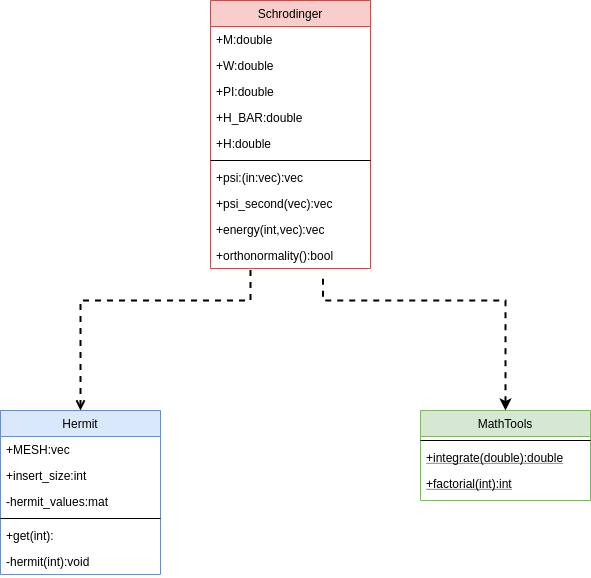 Schrodinger
+M:double
+W:double
+PI:double
+H_BAR:double
+H:double
+psi:(in:vec):vec
+psi_second(vec):vec
+energy(int,vec):vec
+orthonormality():bool
Hermit
+MESH:vec
+insert_size:int
-hermit_values:mat
+get(int):
-hermit(int):void
MathTools
+integrate(double):double
+factorial(int):int